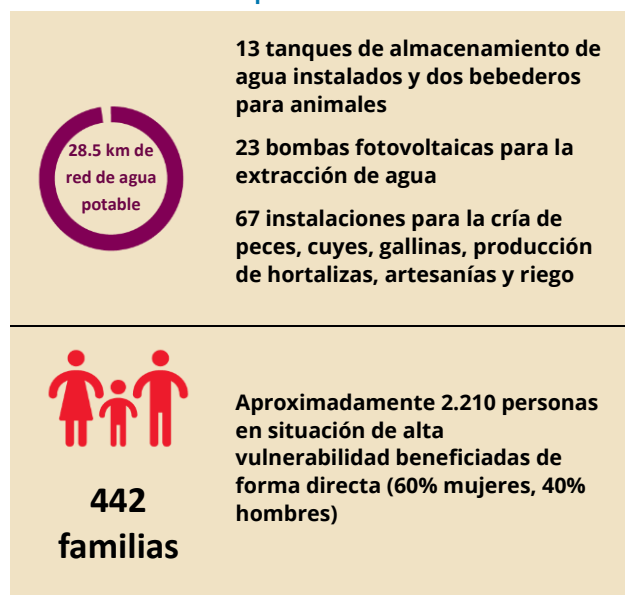 28.5 km de
red de agua
potable
13 tanques de almacenamiento de
agua instalados y dos bebederos
para animales
23 bombas fotovoltaicas para la
extracción de agua
67 instalaciones para la cría de
peces, cuyes, gallinas, producción
de hortalizas, artesanías y riego
442
familias
Aproximadamente 2.210 personas
en situación de alta
vulnerabilidad beneficiadas de
forma directa (60% mujeres, 40%
hombres)